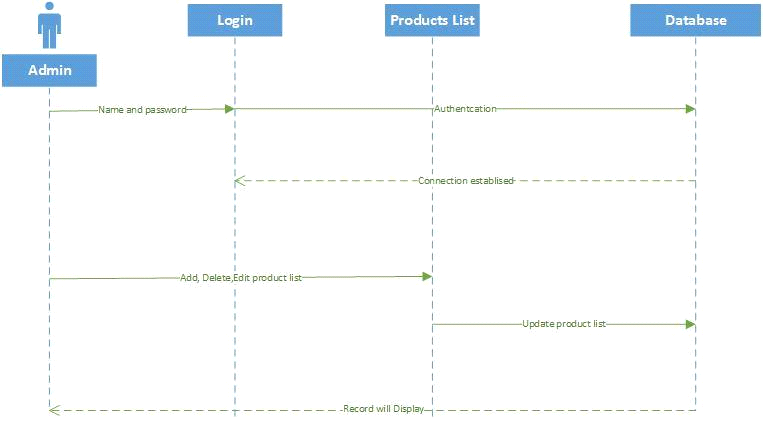 Login
Products List
Database
Admin
Name and password
Authentcation
Connection establised
Add, Delete,Edit product list
Update product list
Record will Display